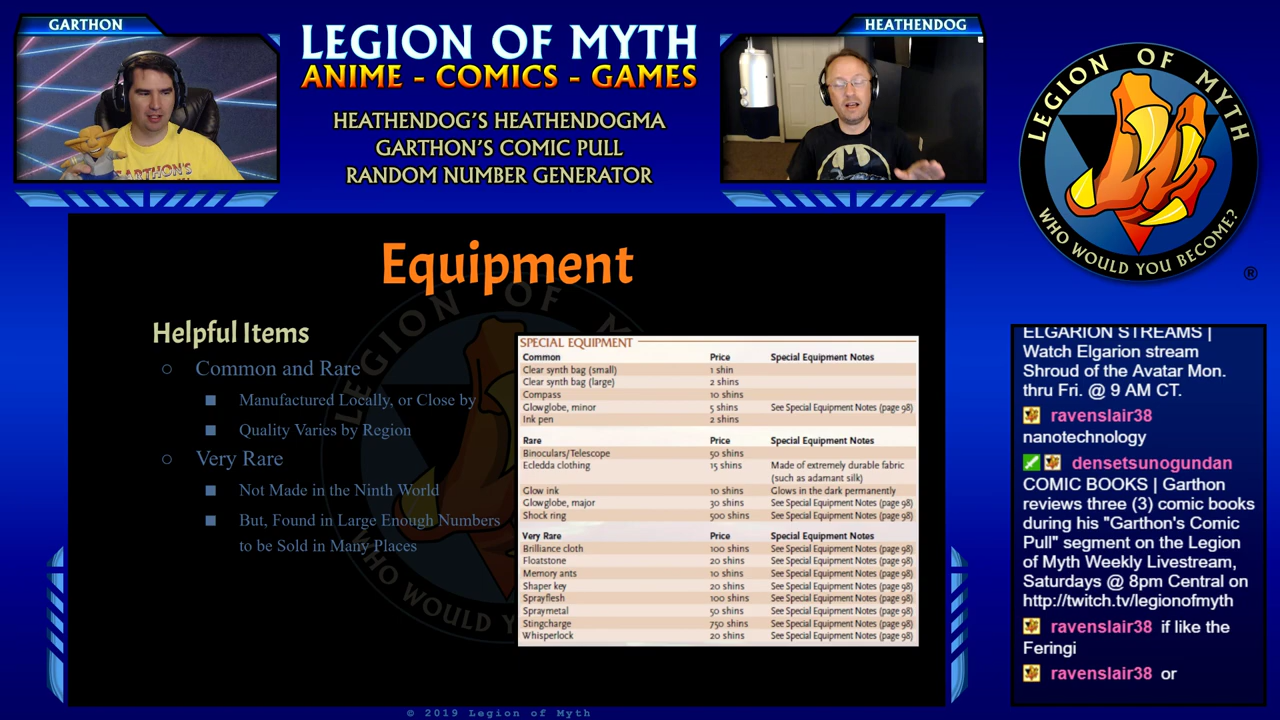 GARTHON
LEGION OF MYTH
ANIME - COMICS - GAMES
HEATHENDOG'S HEATHENDOGMA
GARTHON'S COMIC PULL
RANDOM NUMBER GENERATOR
HEATHENDOG
LEGION OF MYTH
WHO WOULD YOU BECOME?
®
Equipment
Helpful Items
Common and Rare
Manufactured Locally, or Close by
Quality Varies by Region
Very Rare
Not Made in the Ninth World
But, Found in Large Enough Numbers
to be Sold in Many Places
SPECIAL EQUIPMENT
Common Price Special Equipment Notes
Clear synth bag (small) 1 shin
Clear synth bag (large) 2 shins
Compass 10 shins
Glowglobe, minor 5 shins See Special Equipment Notes (page 98)
Ink pen 2 shins
Rare Price Special Equipment Notes
Binoculars/Telescope 50 shins
Ecledda clothing 15 shins Made of extremely durable fabric
(such as adamant silk)
Glow ink 10 shins Glows in the dark permanently
Glowglobe, major 30 shins See Special Equipment Notes (page 98)
Shock ring 500 shins See Special Equipment Notes (page 98)
Very Rare Price Special Equipment Notes
Brilliance cloth 100 shins See Special Equipment Notes (page 98)
Floatstone 20 shins See Special Equipment Notes (page 98)
Memory ants 10 shins See Special Equipment Notes (page 98)
Shaper key 20 shins See Special Equipment Notes (page 98)
Sprayflesh 100 shins See Special Equipment Notes (page 98)
Spraymetal 50 shins See Special Equipment Notes (page 98)
Stingcharge 750 shins See Special Equipment Notes (page 98)
Whisperlock 20 shins See Special Equipment Notes (page 98)
ELGARION STREAMS |
Watch Elgarion stream
Shroud of the Avatar Mon.
thru Fri. @ 9 AM CT.
ravenslair38
nanotechnology
densetsunogundan
COMIC BOOKS | Garthon
reviews three (3) comic books
during his "Garthon's Comic
Pull" segment on the Legion
of Myth Weekly Livestream,
Saturdays @ 8pm Central on
http://twitch.tv/legionofmyth
ravenslair38 if like the
Feringi
ravenslair38 or
© 2019 Legion of Myth